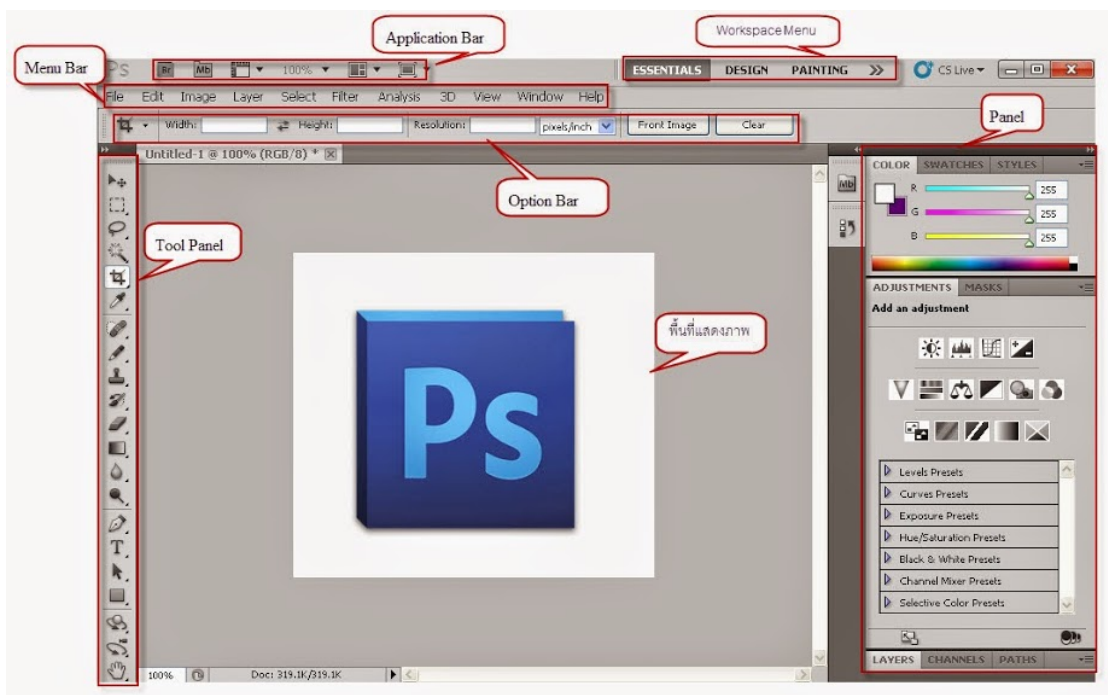 Application Bar
Workspace Menu
Menu Bar
Ps Br Mb 100% ESSENTIALS DESIGN PAINTING CS Live
File Edit Image Layer Select Filter Analysis 3D View Window Help
Panel
Width: Height: Resolution: pixels/inch Front Image Clear
Untitled-1 @ 100% (RGB/8) *
Option Bar
COLOR SWATCHES STYLES
Mb
R 255
G 255
B 255
Tool Panel
ADJUSTMENTS MASKS
Add an adjustment
พื้นที่แสดงภาพ
Ps
Levels Presets
Curves Presets
Exposure Presets
Hue/Saturation Presets
Black & White Presets
Channel Mixer Presets
Selective Color Presets
T
LAYERS CHANNELS PATHS
100% Doc: 319.1K/319.1K